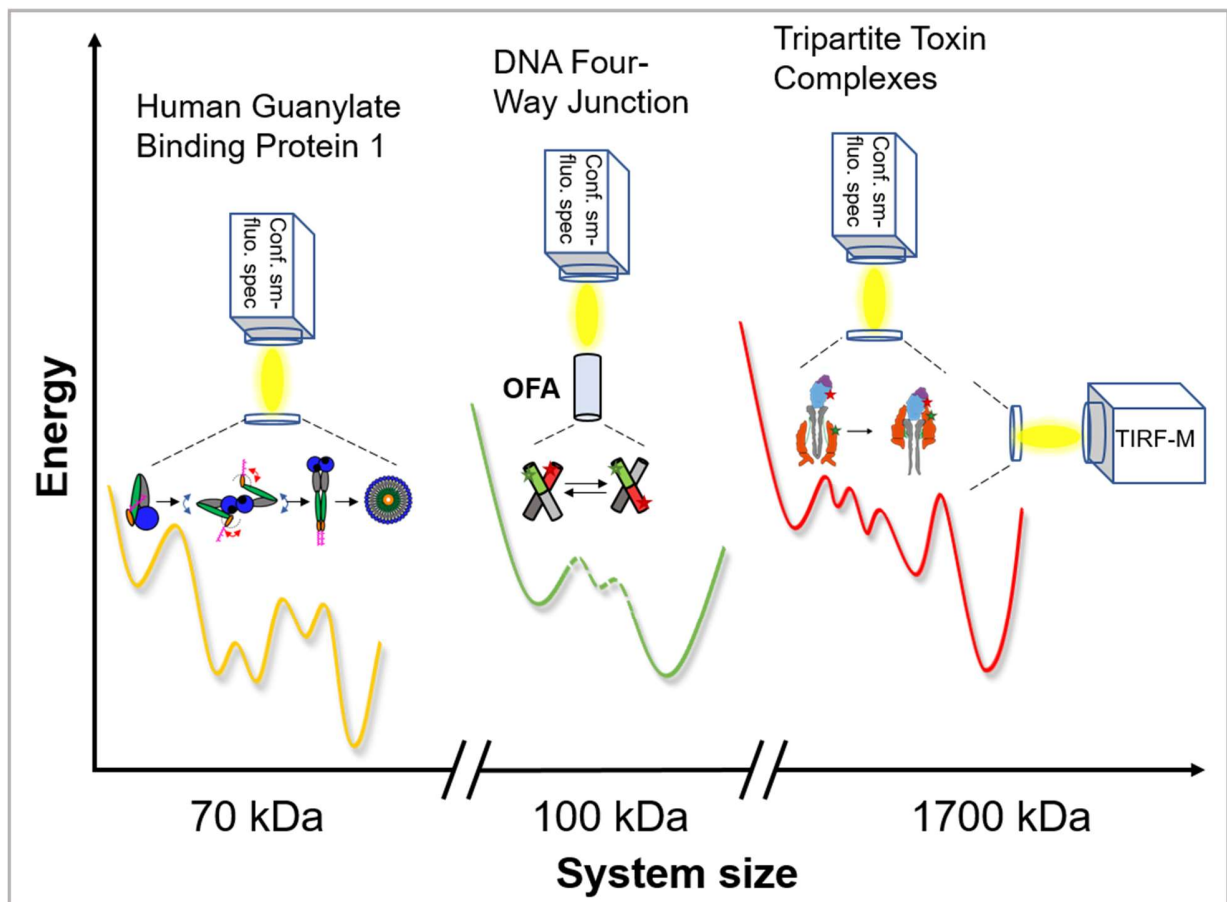 Human Guanylate
Binding Protein 1
DNA Four-
Way Junction
Tripartite Toxin
Complexes
Conf. sm-
fluo. spec
Conf. sm-
fluo. spec
Conf. sm-
fluo. spec
OFA
TIRF-M
Energy
70 kDa
100 kDa
1700 kDa
System size